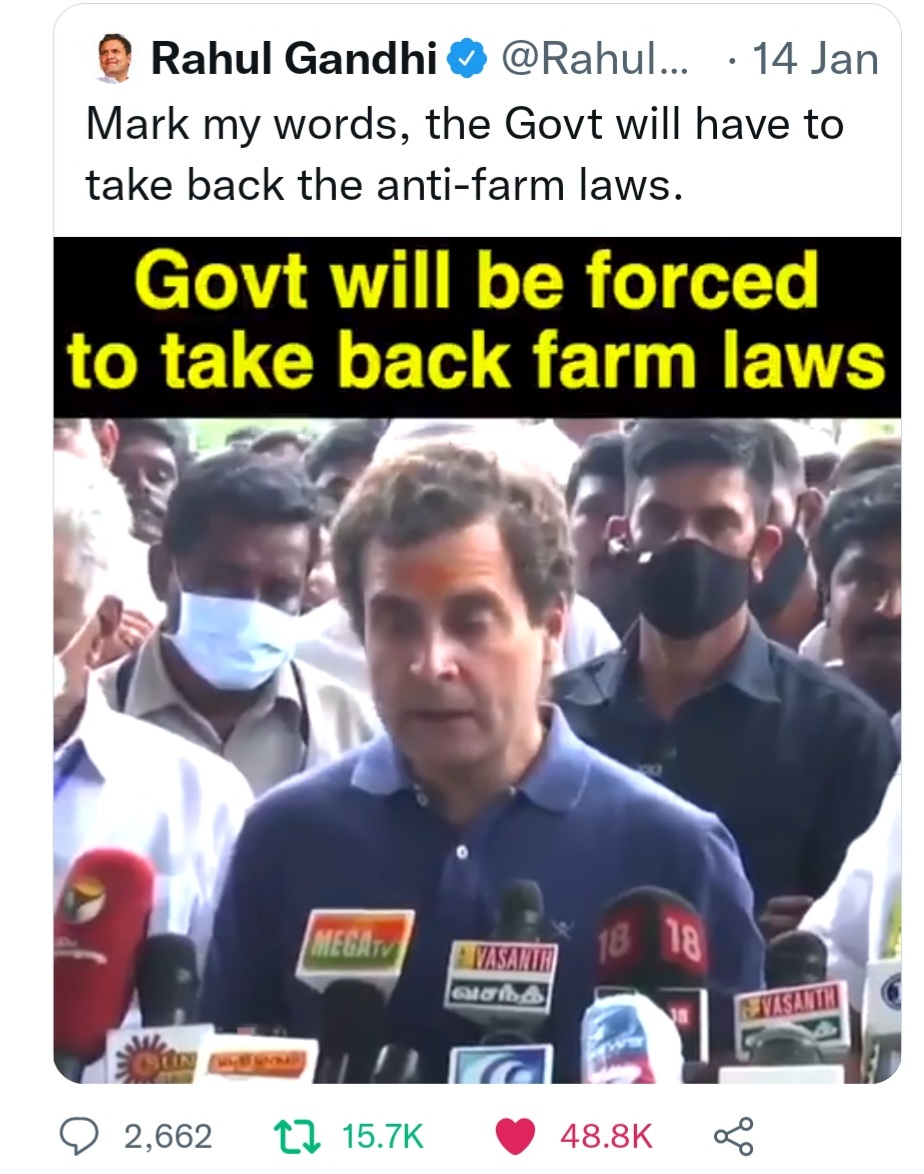 Rahul Gandhi @Rahul... · 14 Jan
Mark my words, the Govt will have to
take back the anti-farm laws.
Govt will be forced
to take back farm laws
MEGATV
VASANTH
வசந்த்
18 18
18
VASANTH
2,662 15.7K 48.8K